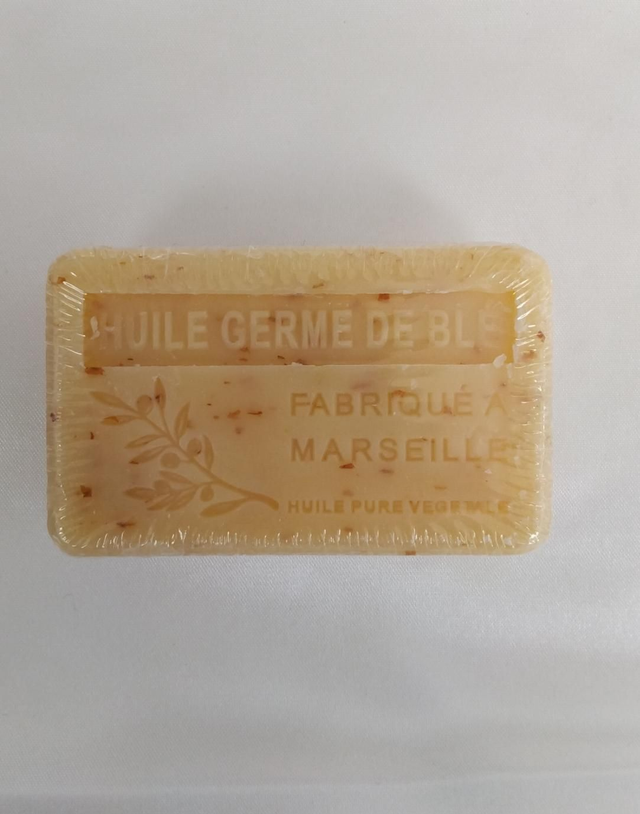 HUILE GERME DE BLE
FABRIQUÉ A
MARSEILLE
HUILE PURE VEGETALE